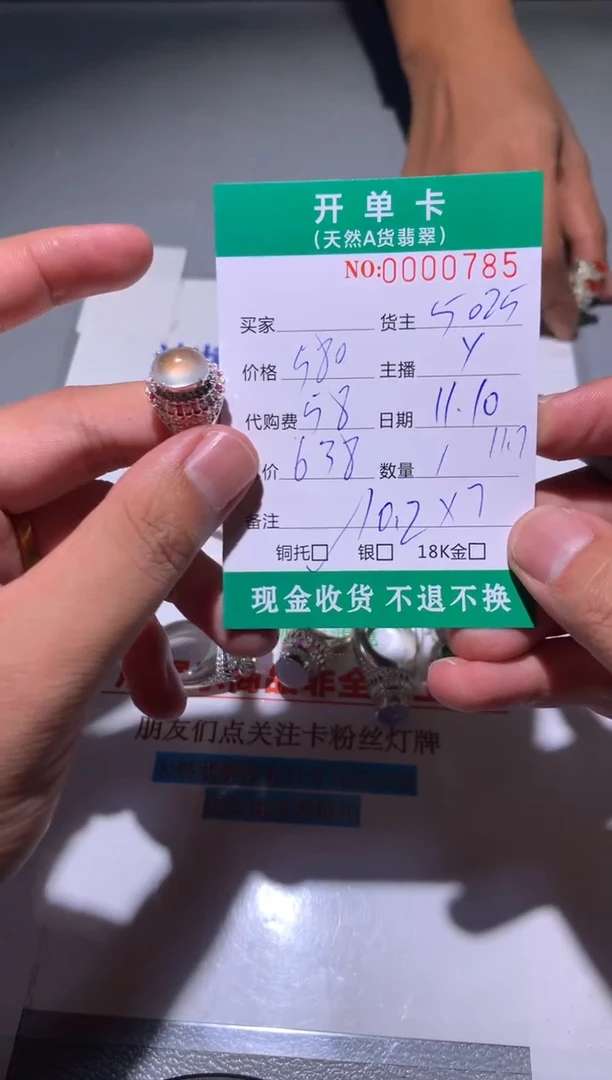 开单卡
(天然A货翡翠)
NO:0000785
买家 货主 5025
价格 580 主播 Y
代购费 58 日期 11.10
价 638 数量 1 11.7
备注 10.2×7
铜托□ 银□ 18K金□
现金收货 不退不换
朋友们点关注卡粉丝灯牌